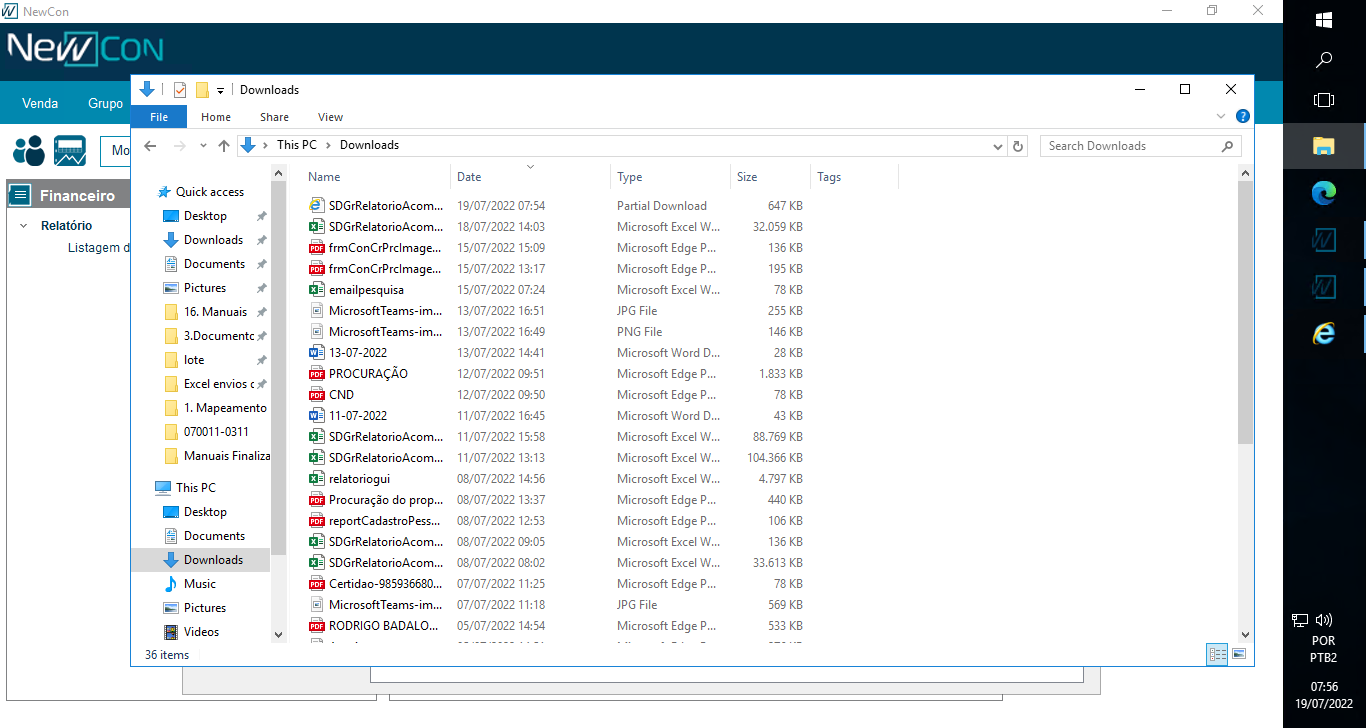 NewCon
NewCon
Venda Grupo
Mo
Financeiro
Relatório
Listagem d
Downloads
File Home Share View
This PC Downloads
Search Downloads
Quick access
Desktop
Downloads
Documents
Pictures
16. Manuais
3.Documento
lote
Excel envios c
1. Mapeamento
070011-0311
Manuais Finaliza
This PC
Desktop
Documents
Downloads
Music
Pictures
Videos
Name Date Type Size Tags
SDGrRelatorioAcom... 19/07/2022 07:54 Partial Download 647 KB
SDGrRelatorioAcom... 18/07/2022 14:03 Microsoft Excel W... 32.059 KB
frmConCrPrcImage... 15/07/2022 15:09 Microsoft Edge P... 136 KB
frmConCrPrcImage... 15/07/2022 13:17 Microsoft Edge P... 195 KB
emailpesquisa 15/07/2022 07:24 Microsoft Excel W... 78 KB
MicrosoftTeams-im... 13/07/2022 16:51 JPG File 255 KB
MicrosoftTeams-im... 13/07/2022 16:49 PNG File 146 KB
13-07-2022 13/07/2022 14:41 Microsoft Word D... 28 KB
PROCURAÇÃO 12/07/2022 09:51 Microsoft Edge P... 1.833 KB
CND 12/07/2022 09:50 Microsoft Edge P... 78 KB
11-07-2022 11/07/2022 16:45 Microsoft Word D... 43 KB
SDGrRelatorioAcom... 11/07/2022 15:58 Microsoft Excel W... 88.769 KB
SDGrRelatorioAcom... 11/07/2022 13:13 Microsoft Excel W... 104.366 KB
relatoriogui 08/07/2022 14:56 Microsoft Excel W... 4.797 KB
Procuração do prop... 08/07/2022 13:37 Microsoft Edge P... 440 KB
reportCadastroPess... 08/07/2022 12:53 Microsoft Edge P... 106 KB
SDGrRelatorioAcom... 08/07/2022 09:05 Microsoft Excel W... 136 KB
SDGrRelatorioAcom... 08/07/2022 08:02 Microsoft Excel W... 33.613 KB
Certidao-985936680... 07/07/2022 11:25 Microsoft Edge P... 78 KB
MicrosoftTeams-im... 07/07/2022 11:18 JPG File 569 KB
RODRIGO BADALO... 05/07/2022 14:54 Microsoft Edge P... 533 KB
36 items
POR
PTB2
07:56
19/07/2022